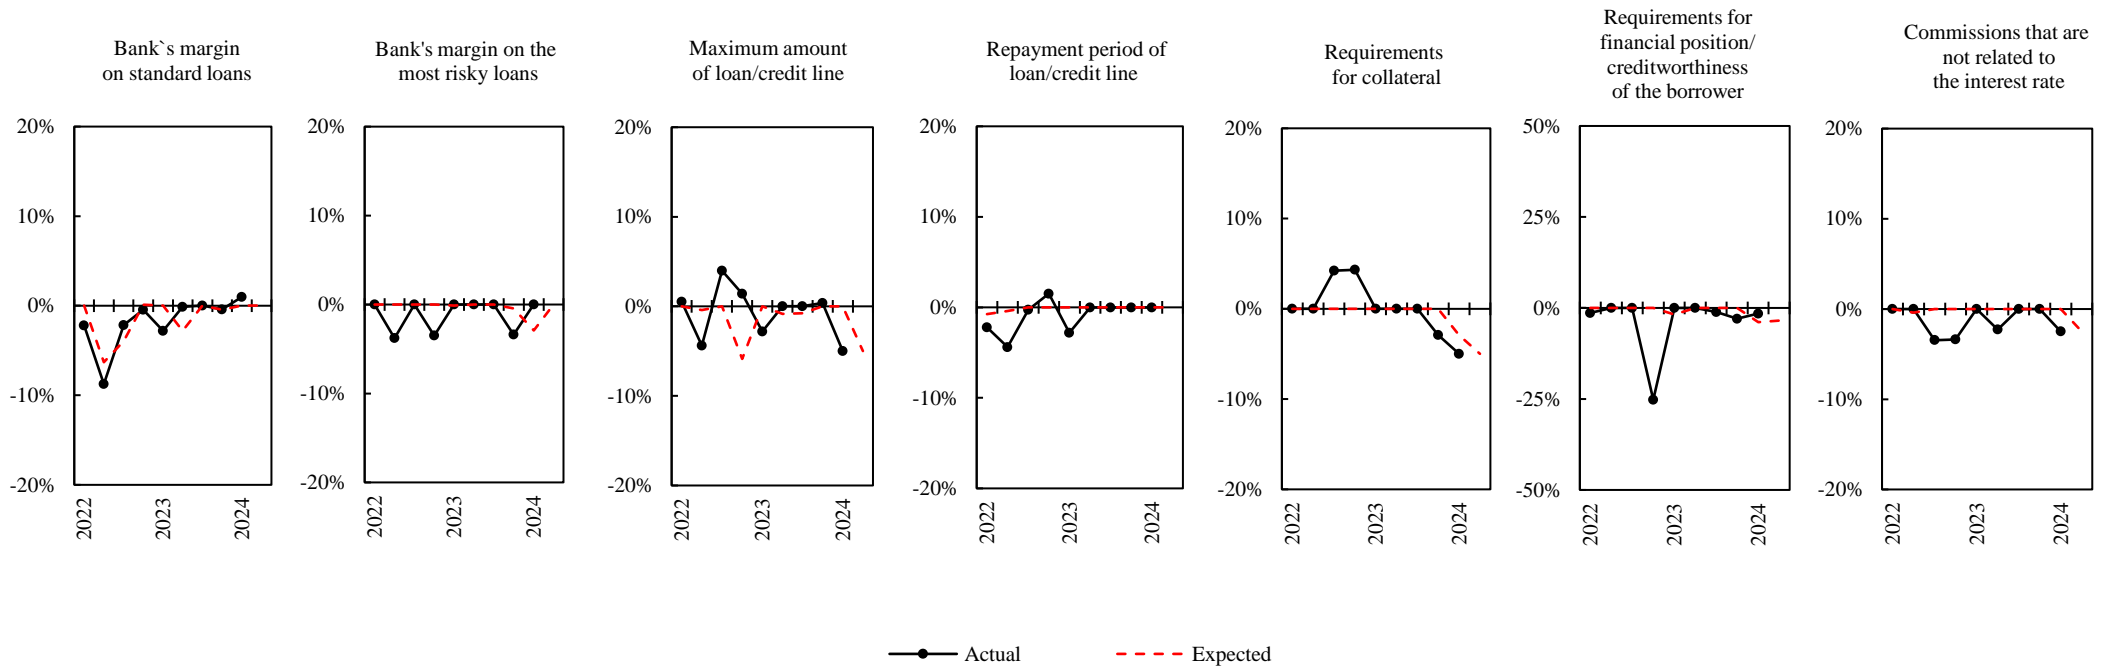 Bank`s margin
on standard loans
20%
10%
0%
-10%
-20%
2022
2023
2024
Bank's margin on the
most risky loans
20%
10%
0%
-10%
-20%
2022
2023
2024
Maximum amount
of loan/credit line
20%
10%
0%
-10%
-20%
2022
2023
2024
Repayment period of
loan/credit line
20%
10%
0%
-10%
-20%
2022
2023
2024
Requirements
for collateral
20%
10%
0%
-10%
-20%
2022
2023
2024
Requirements for
financial position/
creditworthiness
of the borrower
50%
25%
0%
-25%
-50%
2022
2023
2024
Commissions that are
not related to
the interest rate
20%
10%
0%
-10%
-20%
2022
2023
2024
Actual
Expected